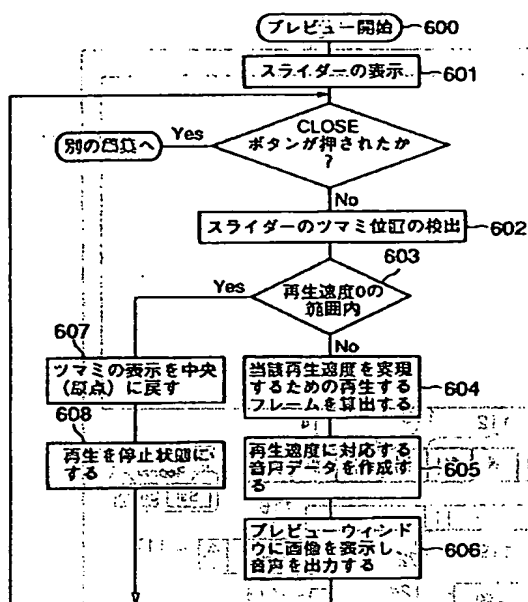 プレビュー開始
600
スライダーの表示
601
CLOSE
ボタンが押されたか
?
Yes
別の画面へ
No
スライダーのツマミ位置の検出
602
603
再生速度0の
範囲内
Yes
No
607
ツマミの表示を中央
(原点)に戻す
608
再生を停止状態に
する
当該再生速度を実現
するための再生する
フレームを算出する
604
再生速度に対応する
音声データを作成す
る
605
プレビューウィンド
ウに画像を表示し、
音声を出力する
606